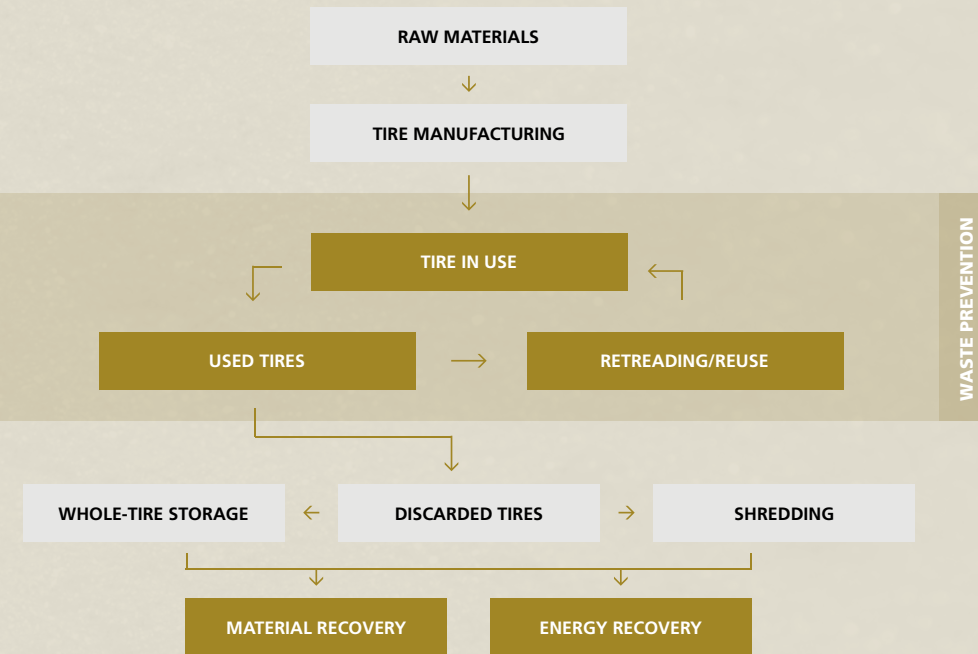 RAW MATERIALS
TIRE MANUFACTURING
TIRE IN USE
USED TIRES
RETREADING/REUSE
WASTE PREVENTION
WHOLE-TIRE STORAGE
DISCARDED TIRES
SHREDDING
MATERIAL RECOVERY
ENERGY RECOVERY